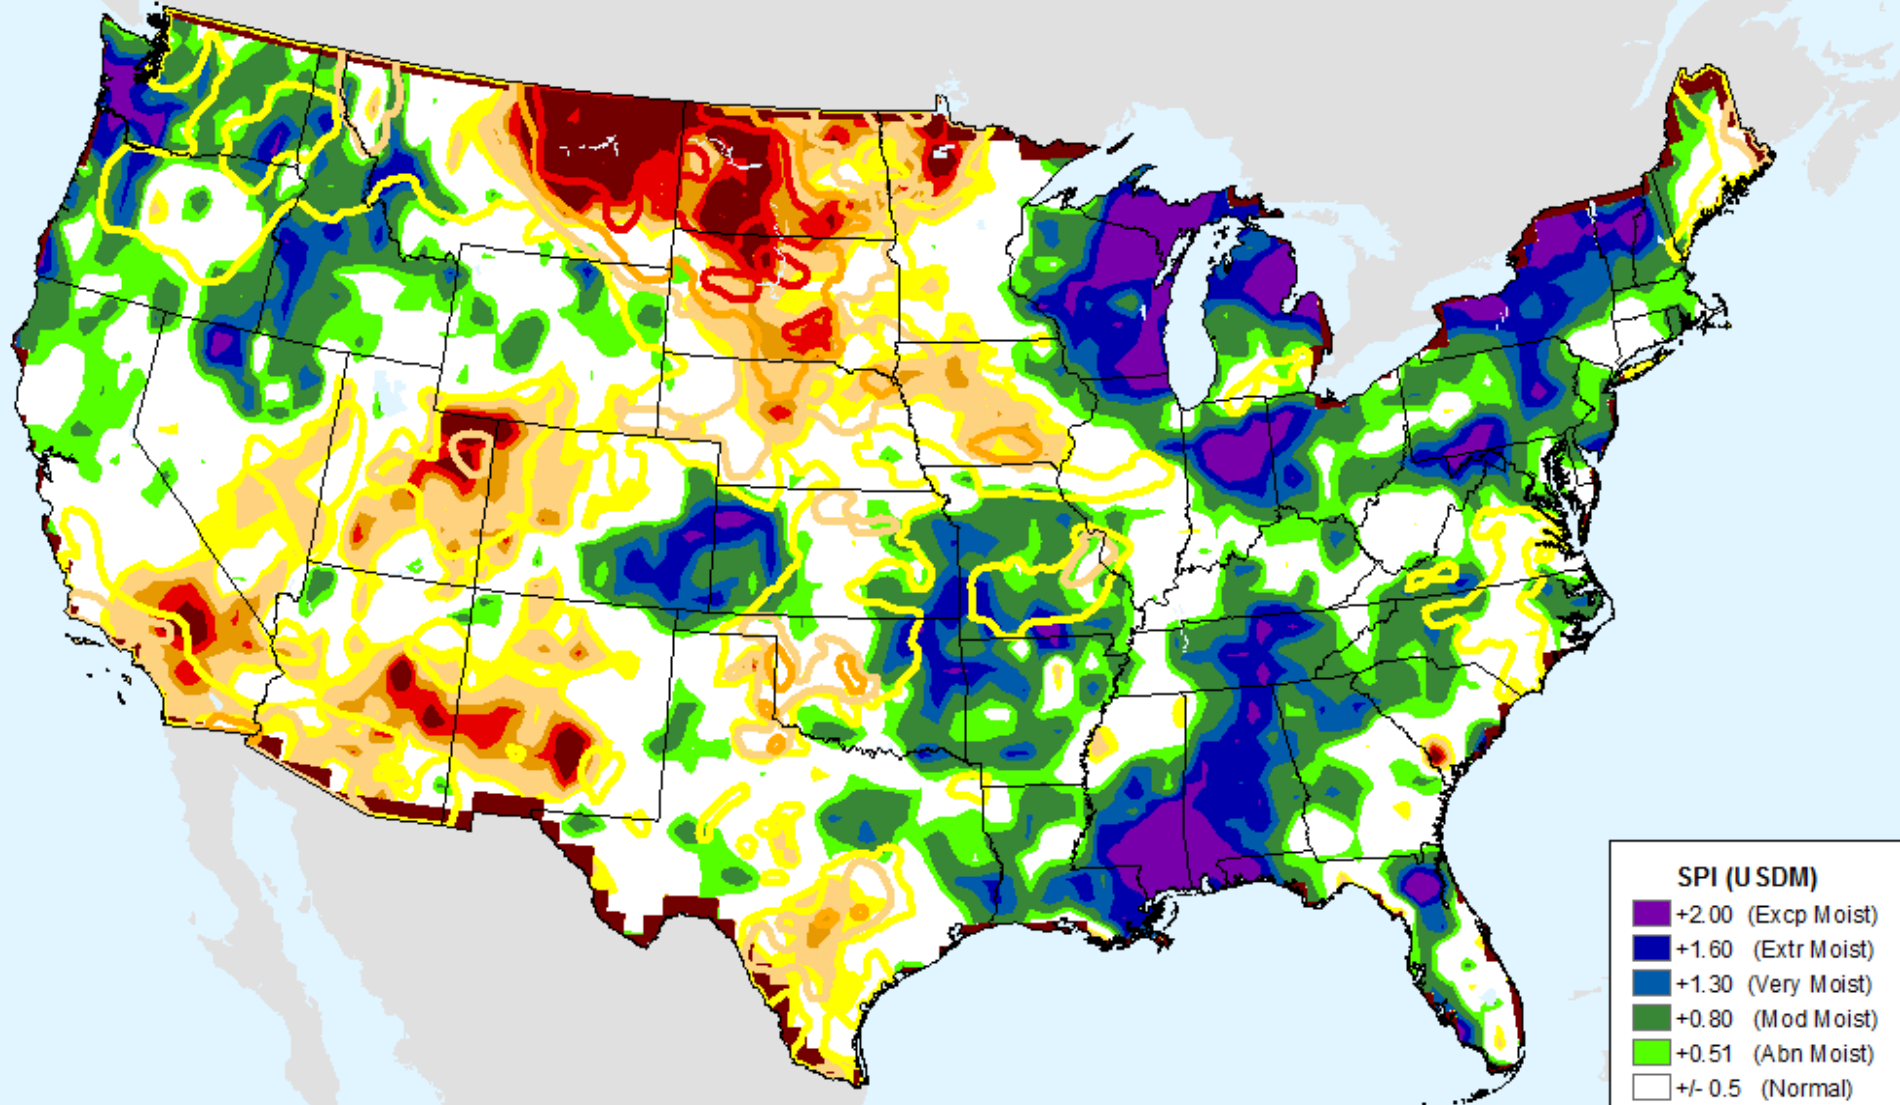 SPI (USDM)
+2.00 (Excp Moist)
+1.60 (Extr Moist)
+1.30 (Very Moist)
+0.80 (Mod Moist)
+0.51 (Abn Moist)
+/- 0.5 (Normal)